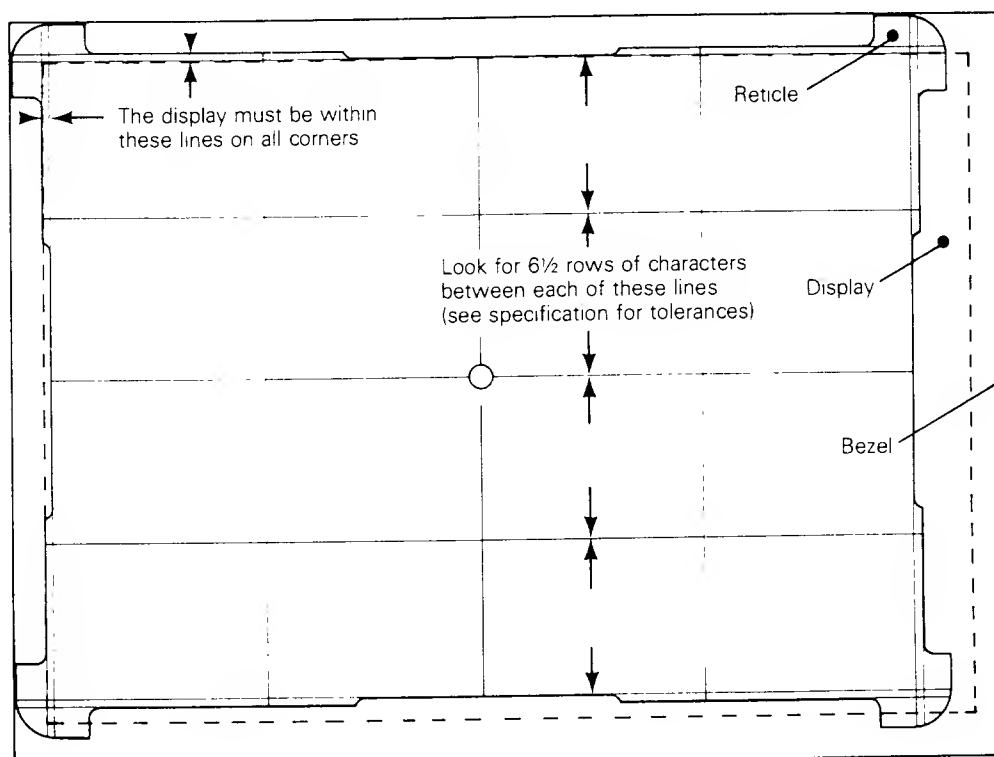 Reticle
The display must be within
these lines on all corners
Look for 6½ rows of characters
between each of these lines
(see specification for tolerances)
Display
Bezel